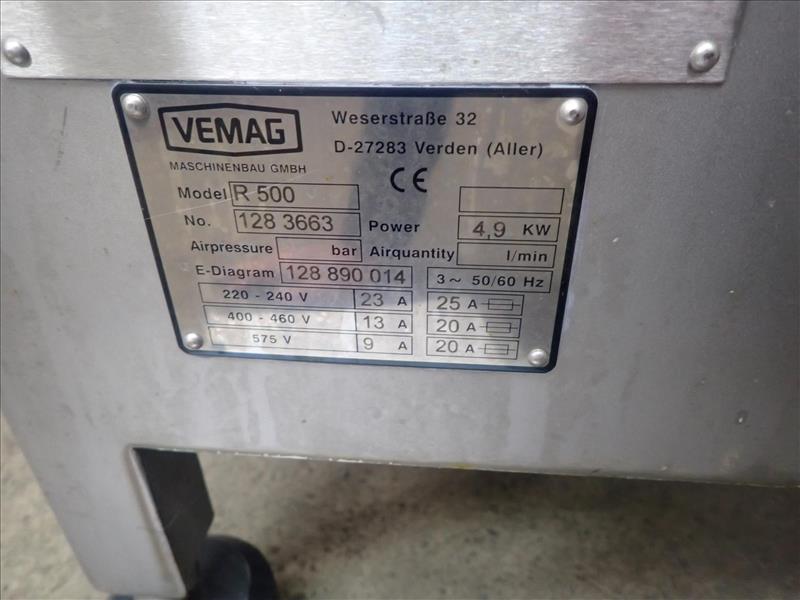 VEMAG
MASCHINENBAU GMBH
Weserstraße 32
D-27283 Verden (Aller)
CE
Model R 500
No. 128 3663 Power 4,9 KW
Airpressure bar Airquantity l/min
E-Diagram 128 890 014 3~ 50/60 Hz
220 - 240 V 23 A 25 A
400 - 460 V 13 A 20 A
575 V 9 A 20 A